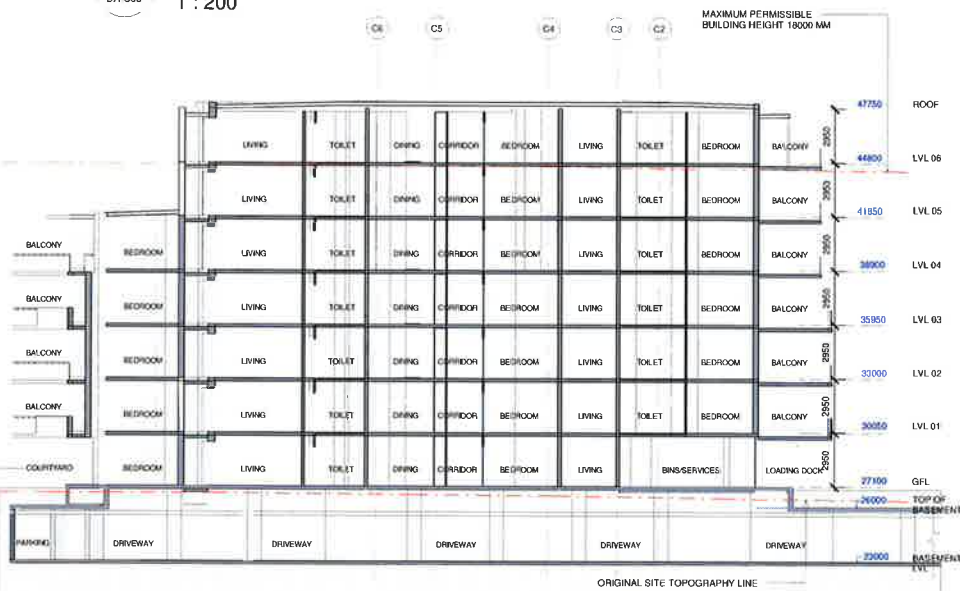 1 : 200
MAXIMUM PERMISSIBLE
BUILDING HEIGHT 18000 MM
C6 C5 C4 C3 C2
47750 ROOF
LIVING TOILET DINING CORRIDOR BEDROOM LIVING TOILET BEDROOM BALCONY 2950
44800 LVL 06
LIVING TOILET DINING CORRIDOR BEDROOM LIVING TOILET BEDROOM BALCONY 2950
41850 LVL 05
BALCONY BEDROOM LIVING TOILET DINING CORRIDOR BEDROOM LIVING TOILET BEDROOM BALCONY 2950
38900 LVL 04
BALCONY BEDROOM LIVING TOILET DINING CORRIDOR BEDROOM LIVING TOILET BEDROOM BALCONY 2950
35950 LVL 03
BALCONY BEDROOM LIVING TOILET DINING CORRIDOR BEDROOM LIVING TOILET BEDROOM BALCONY 2950
33000 LVL 02
BALCONY BEDROOM LIVING TOILET DINING CORRIDOR BEDROOM LIVING TOILET BEDROOM BALCONY 2950
30050 LVL 01
COURTYARD BEDROOM LIVING TOILET DINING CORRIDOR BEDROOM LIVING BINS/SERVICES LOADING DOCK 2950
27100 GFL
26000 TOP OF
BASEMENT
PARKING DRIVEWAY DRIVEWAY DRIVEWAY DRIVEWAY DRIVEWAY
23000 BASEMENT
LVL
ORIGINAL SITE TOPOGRAPHY LINE